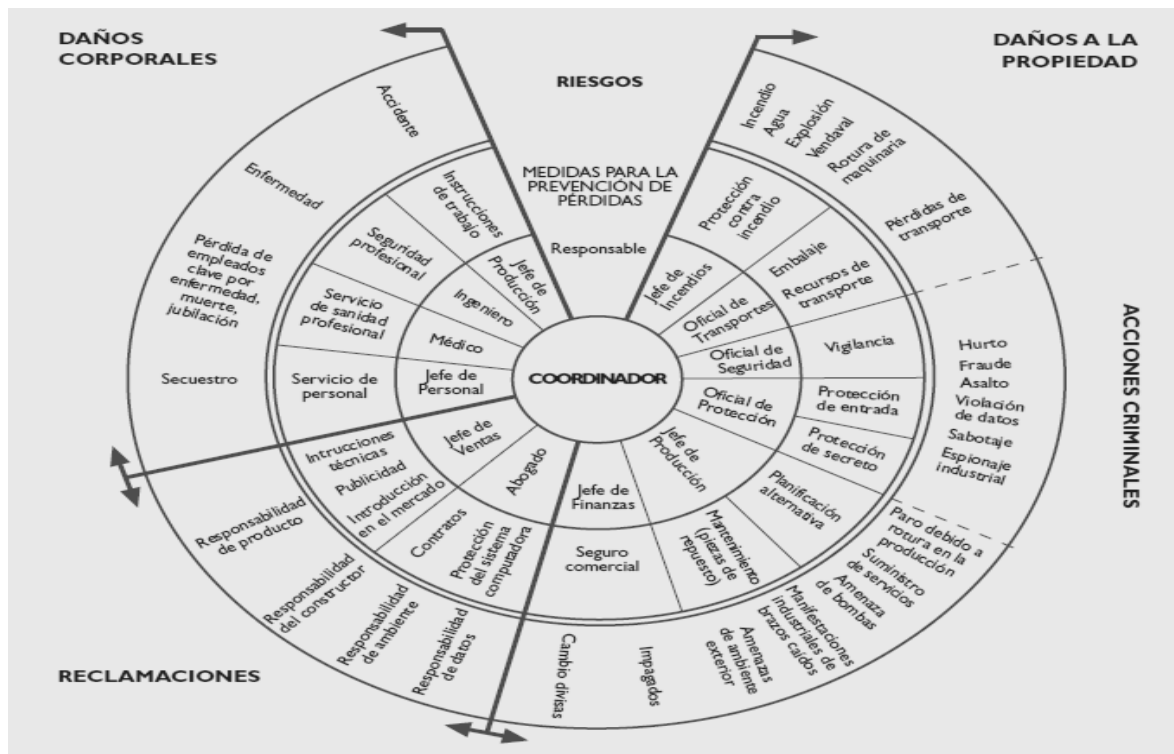 DAÑOS
CORPORALES
RIESGOS
DAÑOS A LA
PROPIEDAD
ACCIONES CRIMINALES
RECLAMACIONES
MEDIDAS PARA LA
PREVENCIÓN DE
PÉRDIDAS
Responsable
COORDINADOR
Incendio
Agua
Explosión
Vendaval
Rotura de
maquinaria
Pérdidas de
transporte
Hurto
Fraude
Asalto
Violación
de datos
Sabotaje
Espionaje
industrial
Paro debido a
rotura en la
producción
Suministro
de servicios
Amenaza
de bombas
Manifestaciones
industriales de
brazos caídos
Amenazas
de ambiente
exterior
Impagados
Cambio divisas
Responsabilidad
de datos
Responsabilidad
de ambiente
Responsabilidad
del constructor
Responsabilidad
de producto
Secuestro
Pérdida de
empleados
clave por
enfermedad,
muerte,
jubilación
Enfermedad
Accidente
Protección
contra
incendio
Embalaje
Recursos de
transporte
Vigilancia
Protección
de entrada
Protección
de secreto
Planificación
alternativa
Mantenimiento
(piezas de
repuesto)
Seguro
comercial
Protección
del sistema
computadora
Contratos
Introducción
en el mercado
Publicidad
Intrucciones
técnicas
Servicio de
personal
Servicio
de sanidad
profesional
Seguridad
profesional
Instrucciones
de trabajo
Jefe de
Incendios
Oficial de
Transportes
Oficial de
Seguridad
Oficial de
Protección
Jefe de
Producción
Jefe de
Finanzas
Abogado
Jefe de
Ventas
Jefe de
Personal
Médico
Ingeniero
Jefe de
Producción